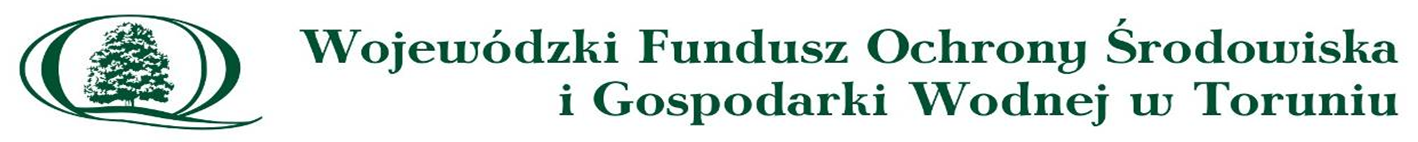 Wojewódzki Fundusz Ochrony Środowiska
i Gospodarki Wodnej w Toruniu